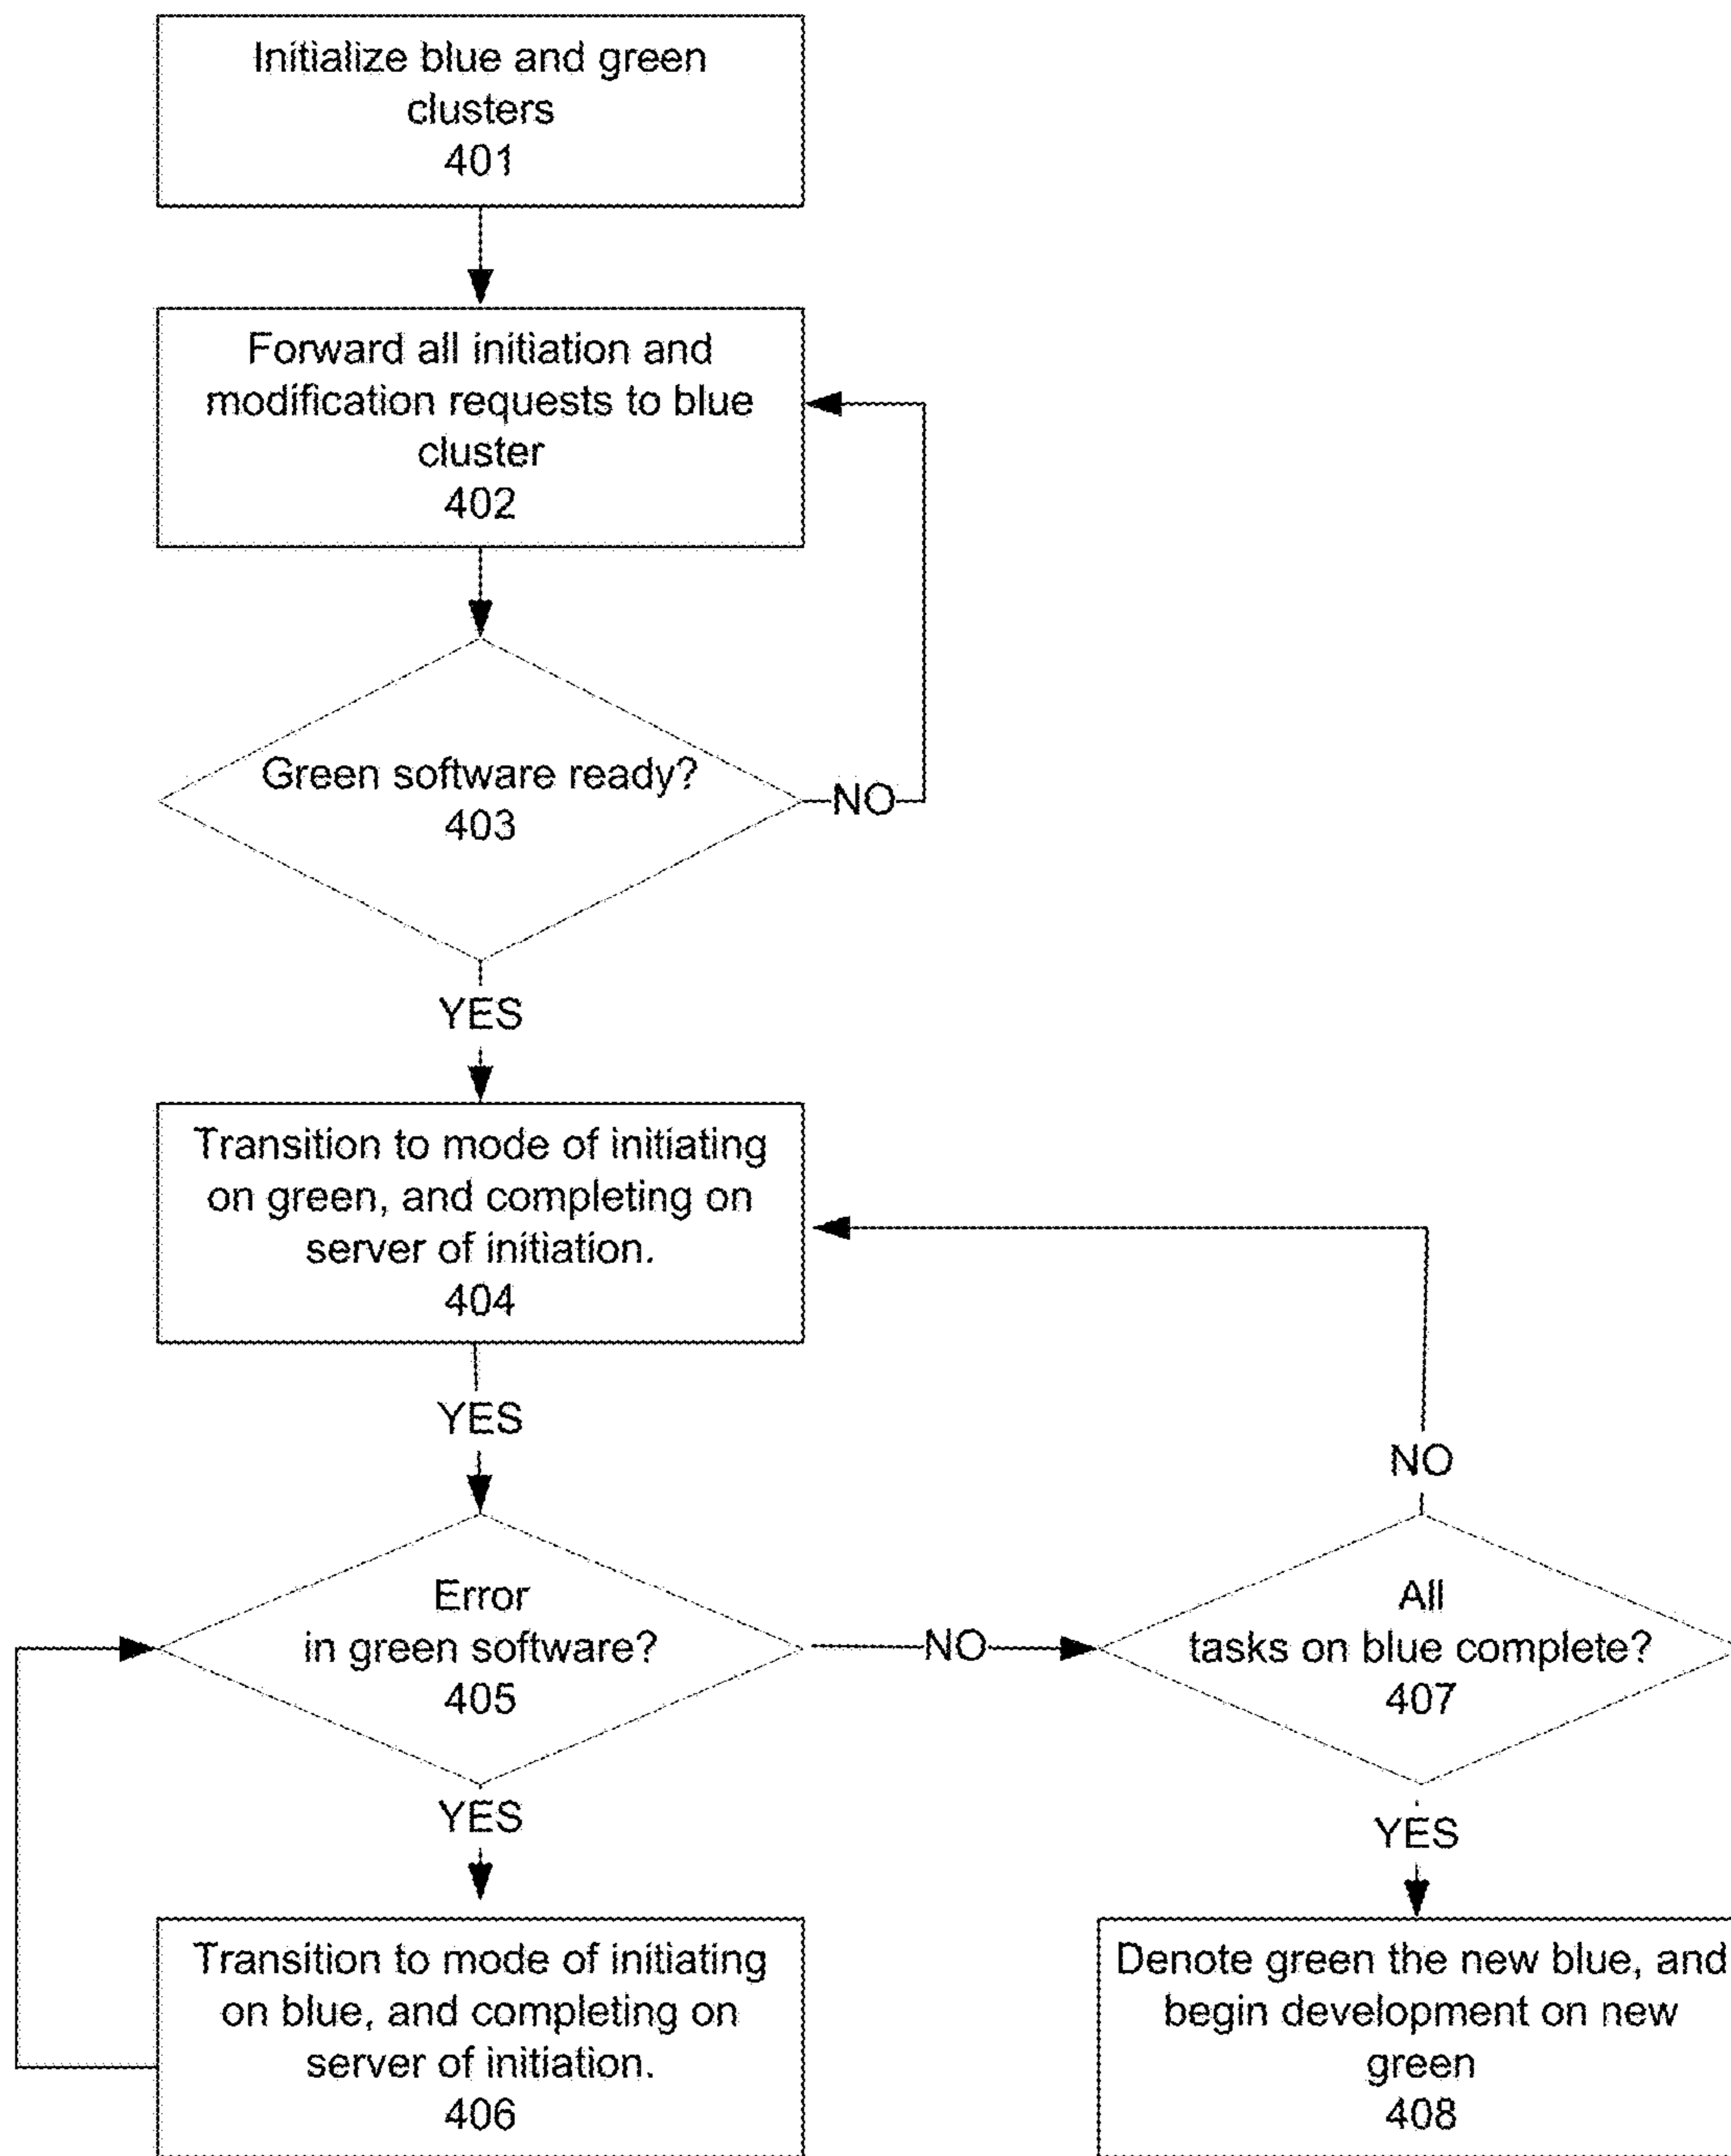 Initialize blue and green
clusters
401
Forward all initiation and
modification requests to blue
cluster
402
Green software ready?
403
NO
YES
Transition to mode of initiating
on green, and completing on
server of initiation.
404
YES
NO
Error
in green software?
405
NO
All
tasks on blue complete?
407
YES
YES
Transition to mode of initiating
on blue, and completing on
server of initiation.
406
Denote green the new blue, and
begin development on new
green
408